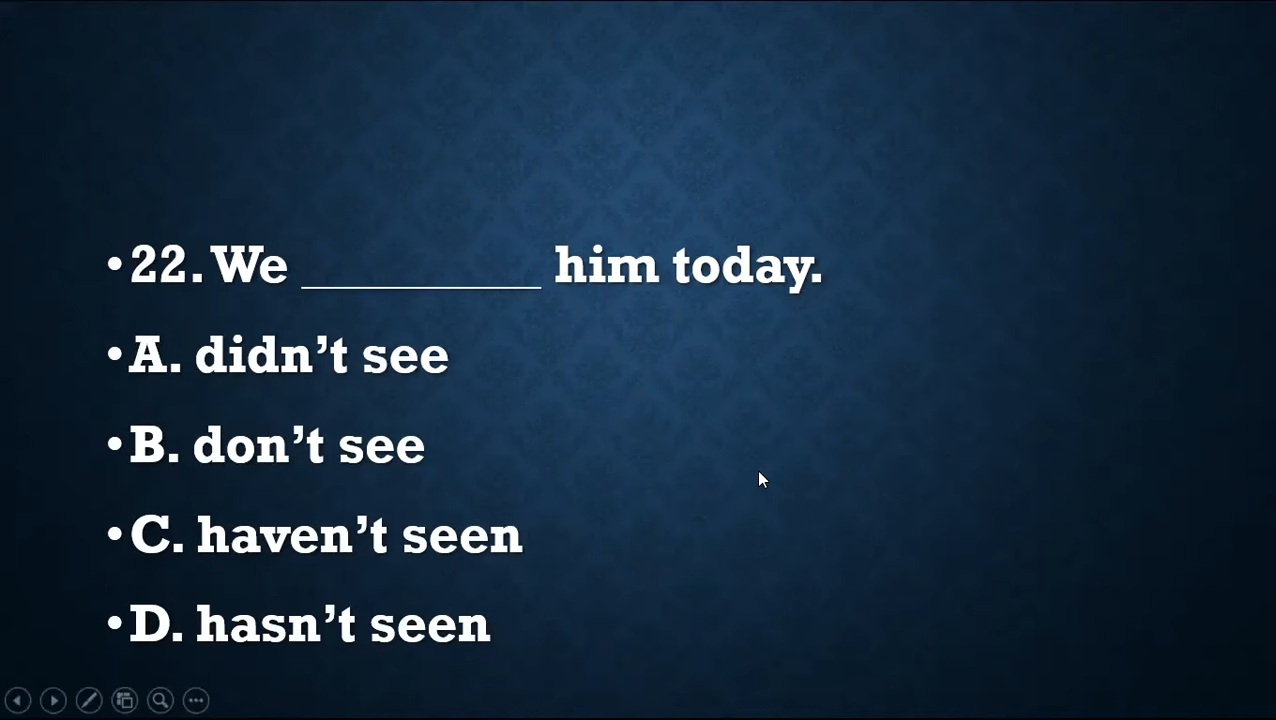 •22. We __________ him today.
•A. didn’t see
•B. don’t see
•C. haven’t seen
•D. hasn’t seen